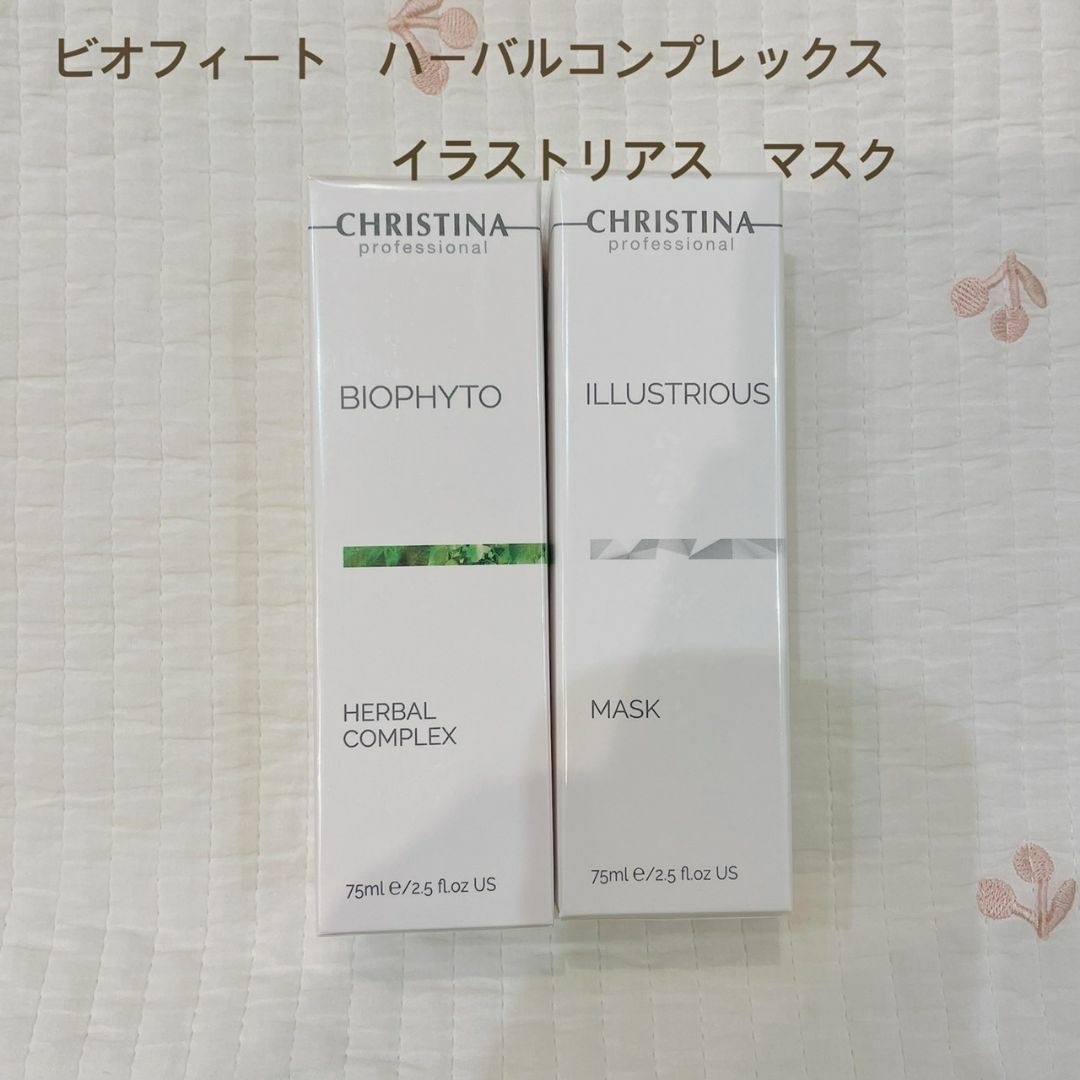 ビオフィート　ハーバルコンプレックス
イラストリアス　マスク
CHRISTINA
professional
BIOPHYTO
HERBAL
COMPLEX
75ml e/2.5 fl.oz US
CHRISTINA
professional
ILLUSTRIOUS
MASK
75ml e/2.5 fl.oz US